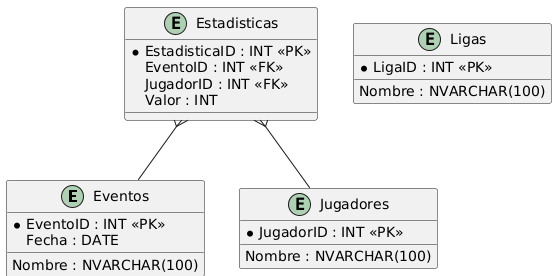 E Estadisticas
EstadisticaID : INT «PK»
EventoID : INT «FK»
JugadorID : INT «FK»
Valor : INT
E Ligas
LigaID : INT «PK»
Nombre : NVARCHAR(100)
E Eventos
EventoID : INT «PK»
Fecha : DATE
Nombre : NVARCHAR(100)
E Jugadores
JugadorID : INT «PK»
Nombre : NVARCHAR(100)